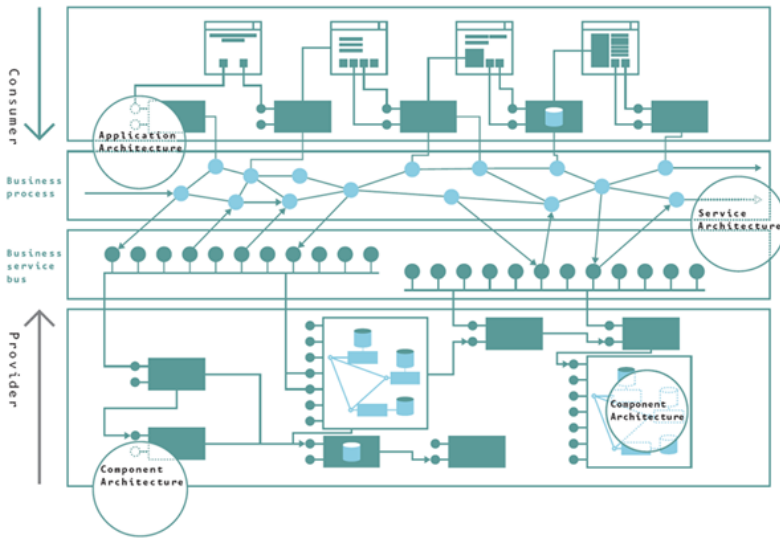 Consumer
Application
Architecture
Business
process
Service
Architecture
Business
service
bus
Provider
Component
Architecture
Component
Architecture